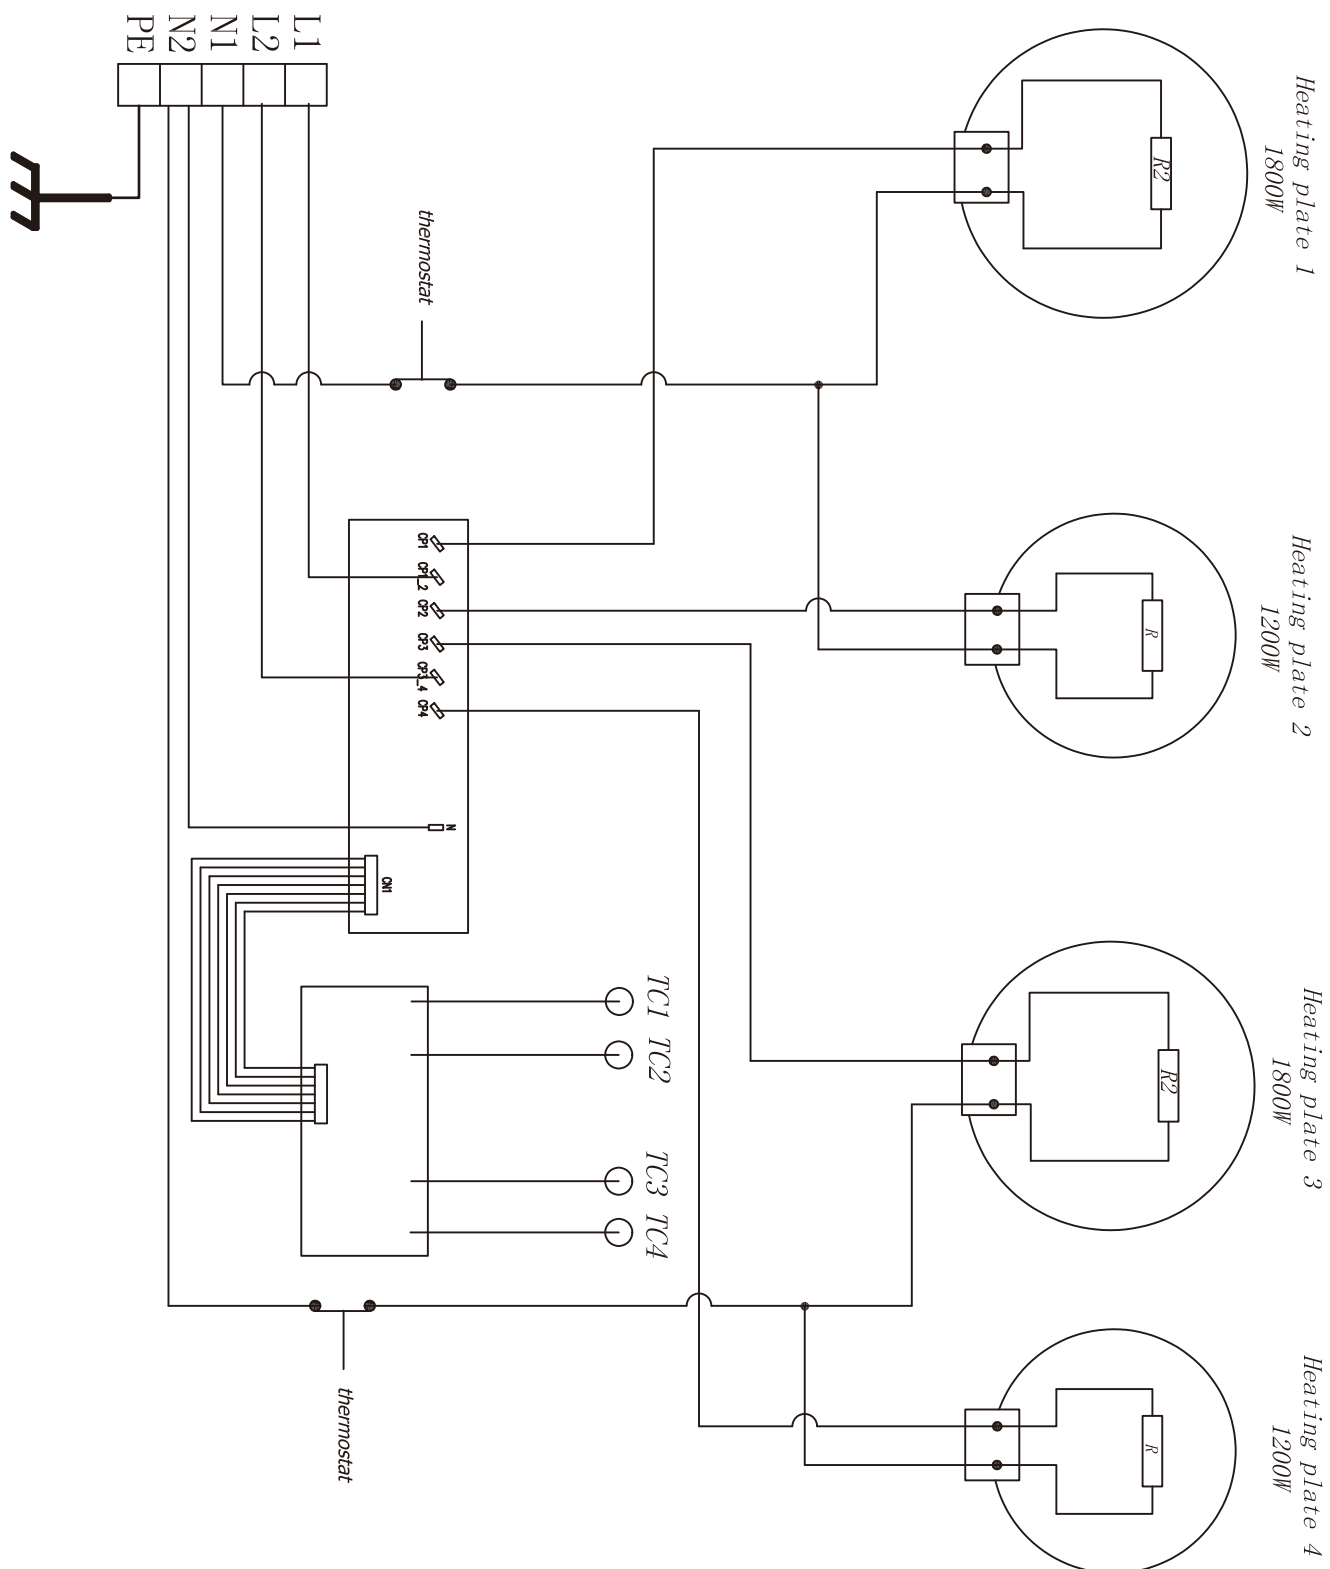 L1
L2
N1
N2
PE
Heating plate 1
1800W
R2
thermostat
Heating plate 2
1200W
R
CP1
CP1_2
CP2
CP3
CP3_4
CP4
N
CN1
TC1
TC2
TC3
TC4
Heating plate 3
1800W
R2
thermostat
Heating plate 4
1200W
R